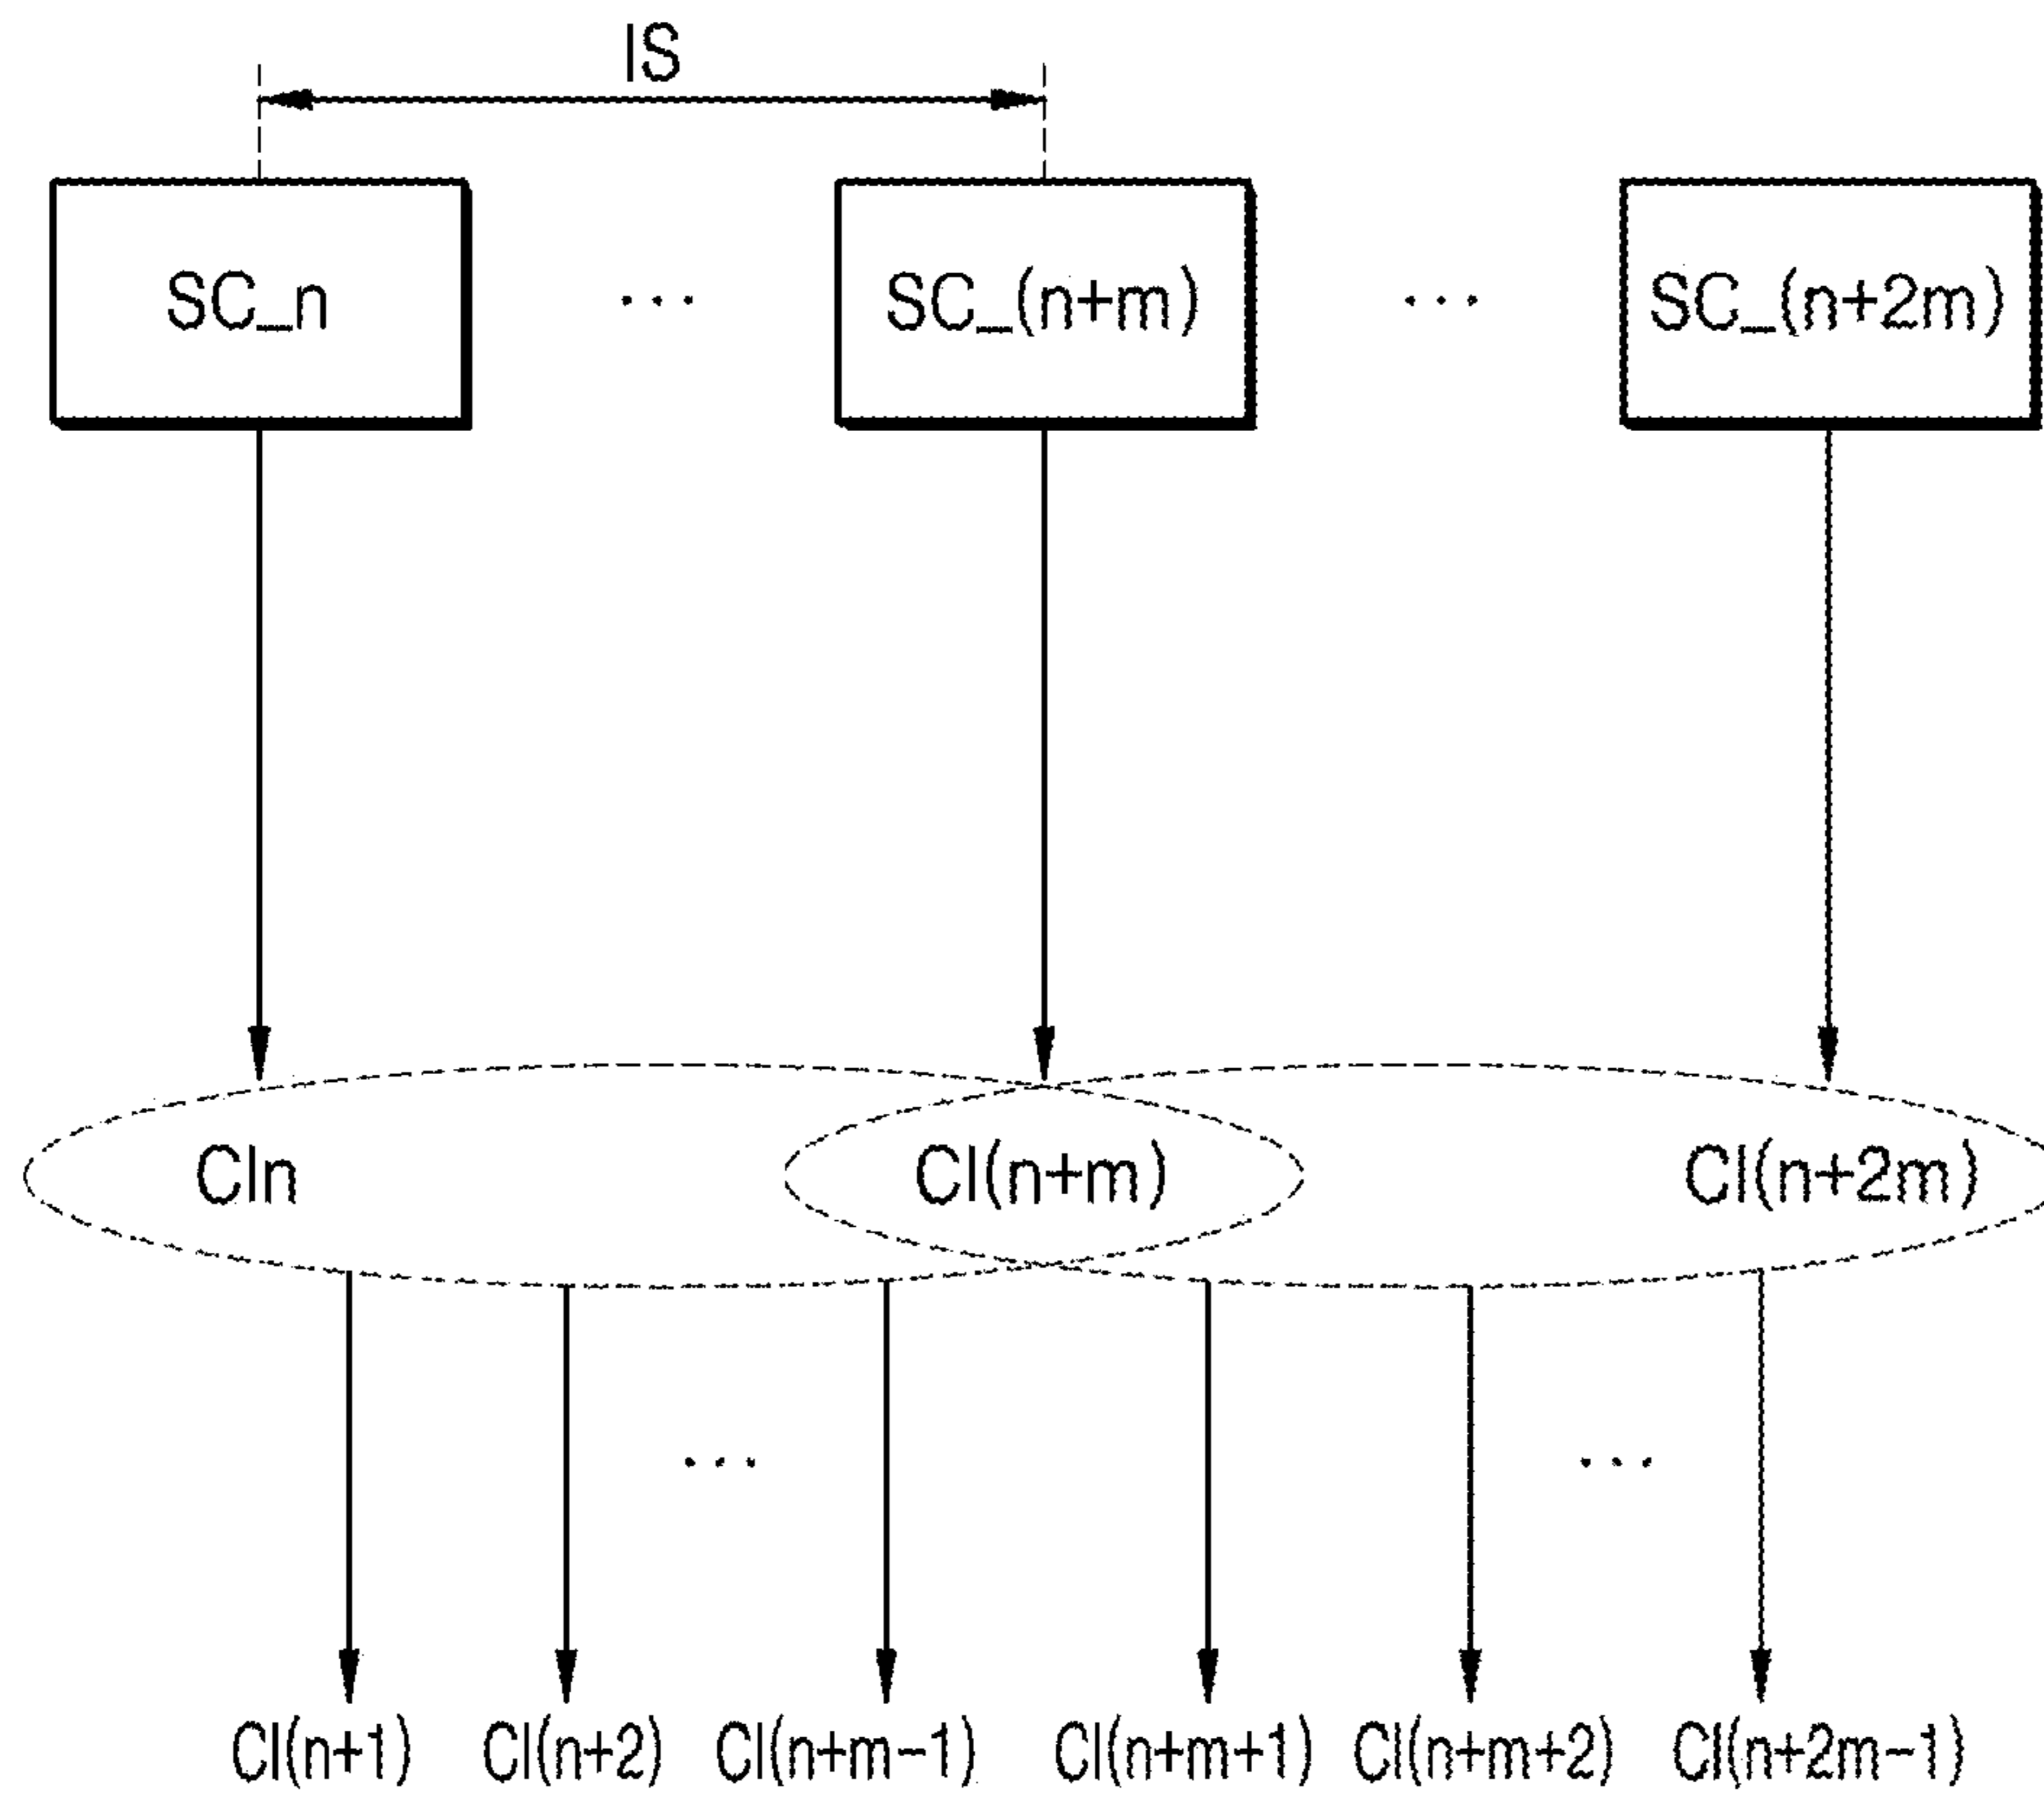 IS
SC_n ... SC_(n+m) ... SC_(n+2m)
CIn CI(n+m) CI(n+2m)
... ...
CI(n+1) CI(n+2) CI(n+m-1) CI(n+m+1) CI(n+m+2) CI(n+2m-1)